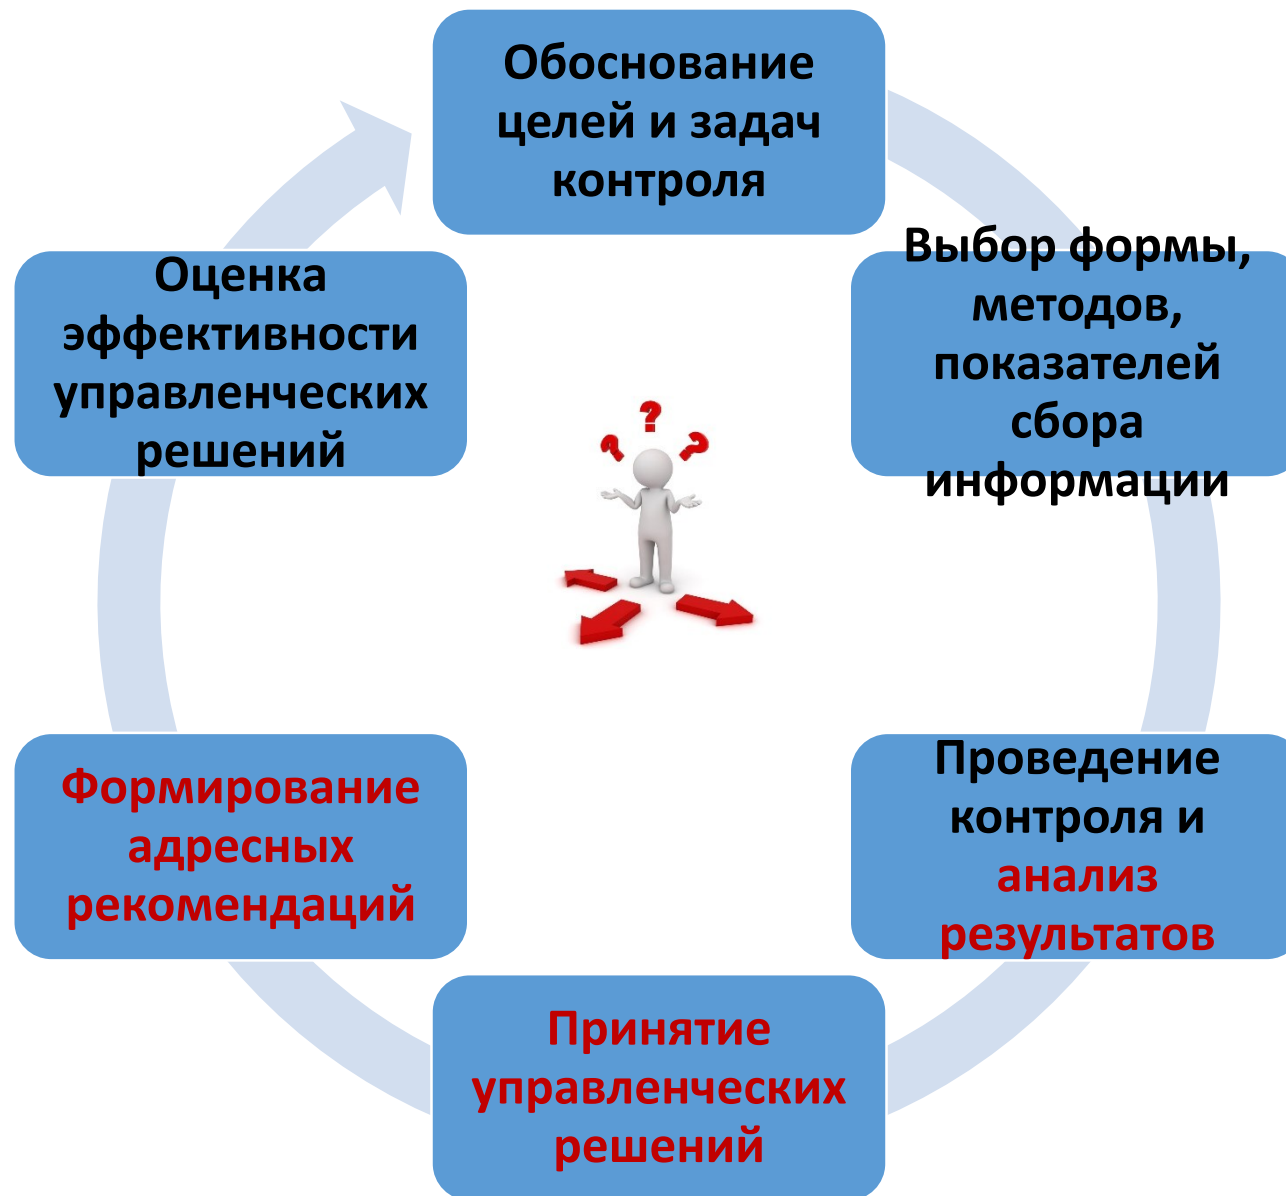 Обоснование
целей и задач
контроля
Выбор формы,
методов,
показателей
сбора
информации
Проведение
контроля и
анализ
результатов
Принятие
управленческих
решений
Формирование
адресных
рекомендаций
Оценка
эффективности
управленческих
решений
? ? ?